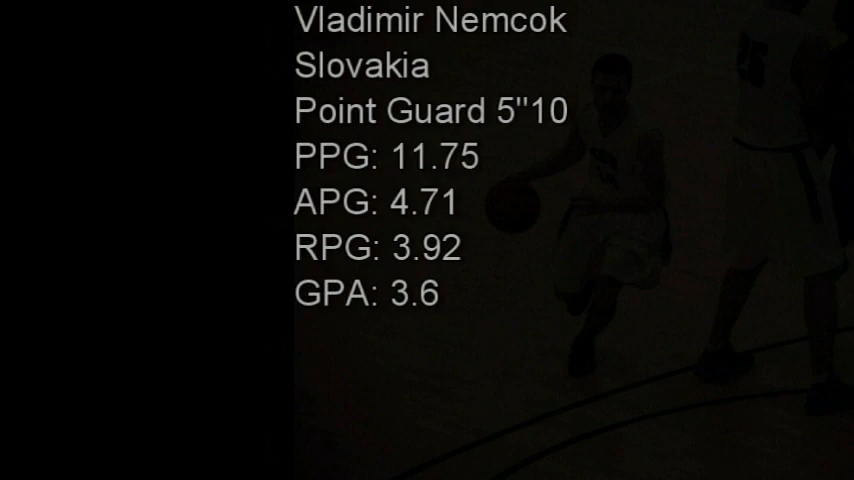 Vladimir Nemcok
Slovakia
Point Guard 5"10
PPG: 11.75
APG: 4.71
RPG: 3.92
GPA: 3.6